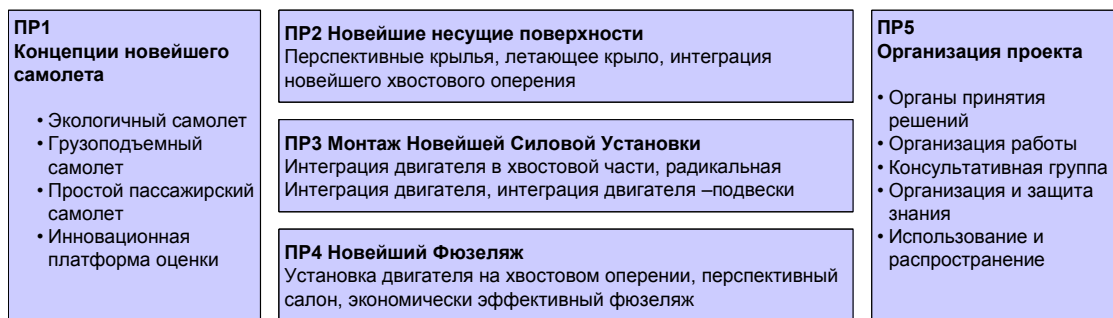 ПР1
Концепции новейшего
самолета
• Экологичный самолет
• Грузоподъемный
самолет
• Простой пассажирский
самолет
• Инновационная
платформа оценки
ПР2 Новейшие несущие поверхности
Перспективные крылья, летающее крыло, интеграция
новейшего хвостового оперения
ПР3 Монтаж Новейшей Силовой Установки
Интеграция двигателя в хвостовой части, радикальная
Интеграция двигателя, интеграция двигателя –подвески
ПР4 Новейший Фюзеляж
Установка двигателя на хвостовом оперении, перспективный
салон, экономически эффективный фюзеляж
ПР5
Организация проекта
• Органы принятия
решений
• Организация работы
• Консультативная группа
• Организация и защита
знания
• Использование и
распространение